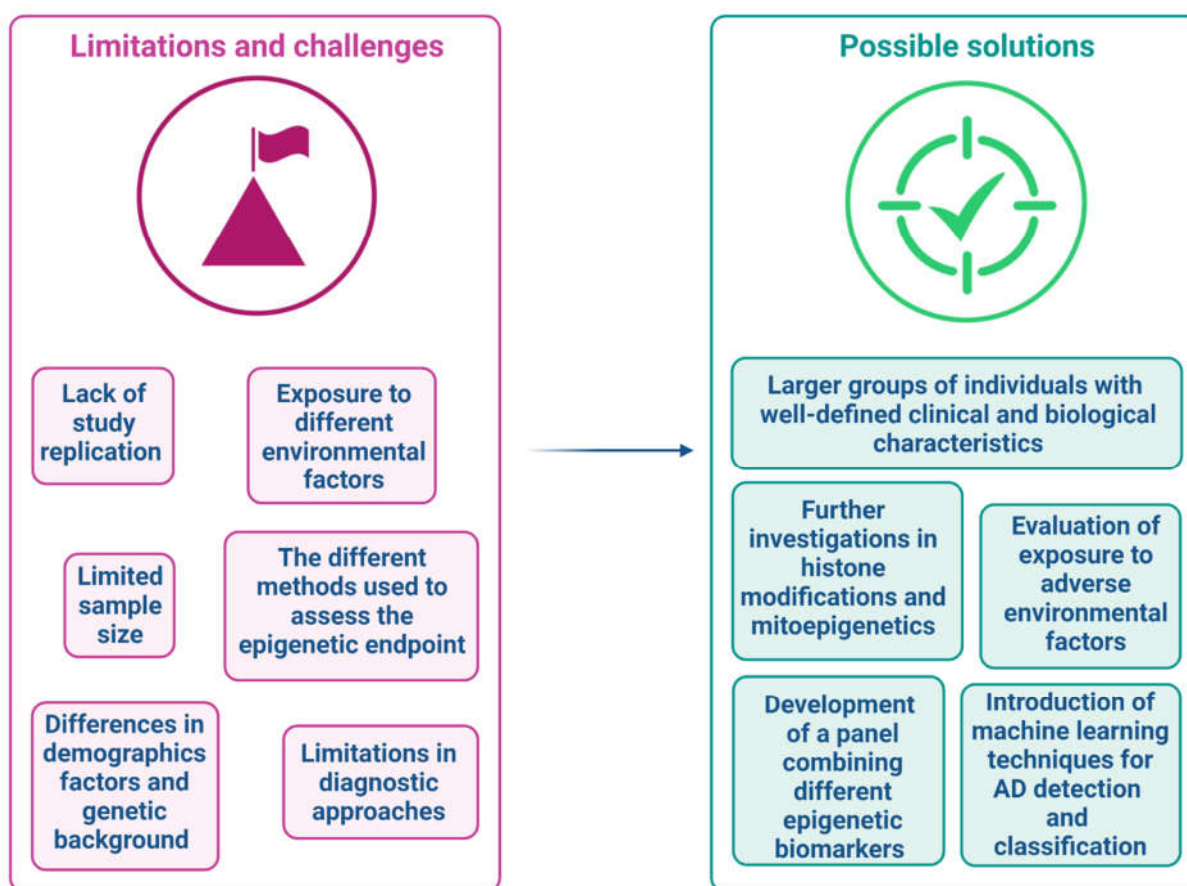 Limitations and challenges
Lack of
study
replication
Exposure to
different
environmental
factors
Limited
sample
size
The different
methods used to
assess the
epigenetic endpoint
Differences in
demographics
factors and
genetic
background
Limitations in
diagnostic
approaches
Possible solutions
Larger groups of individuals with
well-defined clinical and biological
characteristics
Further
investigations in
histone
modifications and
mitoepigenetics
Evaluation of
exposure to
adverse
environmental
factors
Development
of a panel
combining
different
epigenetic
biomarkers
Introduction of
machine learning
techniques for
AD detection
and
classification